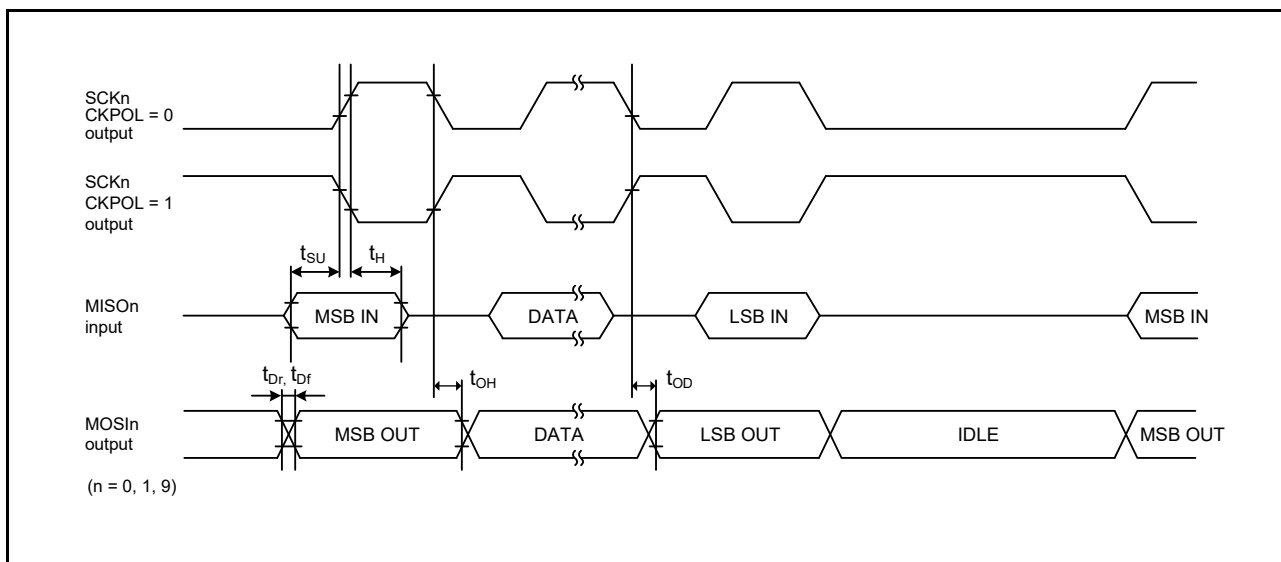 SCKn
CKPOL = 0
output
SCKn
CKPOL = 1
output
tSU
tH
MISOn
input
MSB IN
DATA
LSB IN
MSB IN
tDr, tDf
tOH
tOD
MOSIn
output
MSB OUT
DATA
LSB OUT
IDLE
MSB OUT
(n = 0, 1, 9)